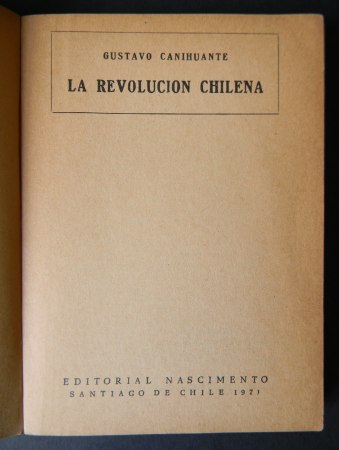 GUSTAVO CANIHUANTE
LA REVOLUCION CHILENA
EDITORIAL NASCIMENTO
SANTIAGO DE CHILE 1971